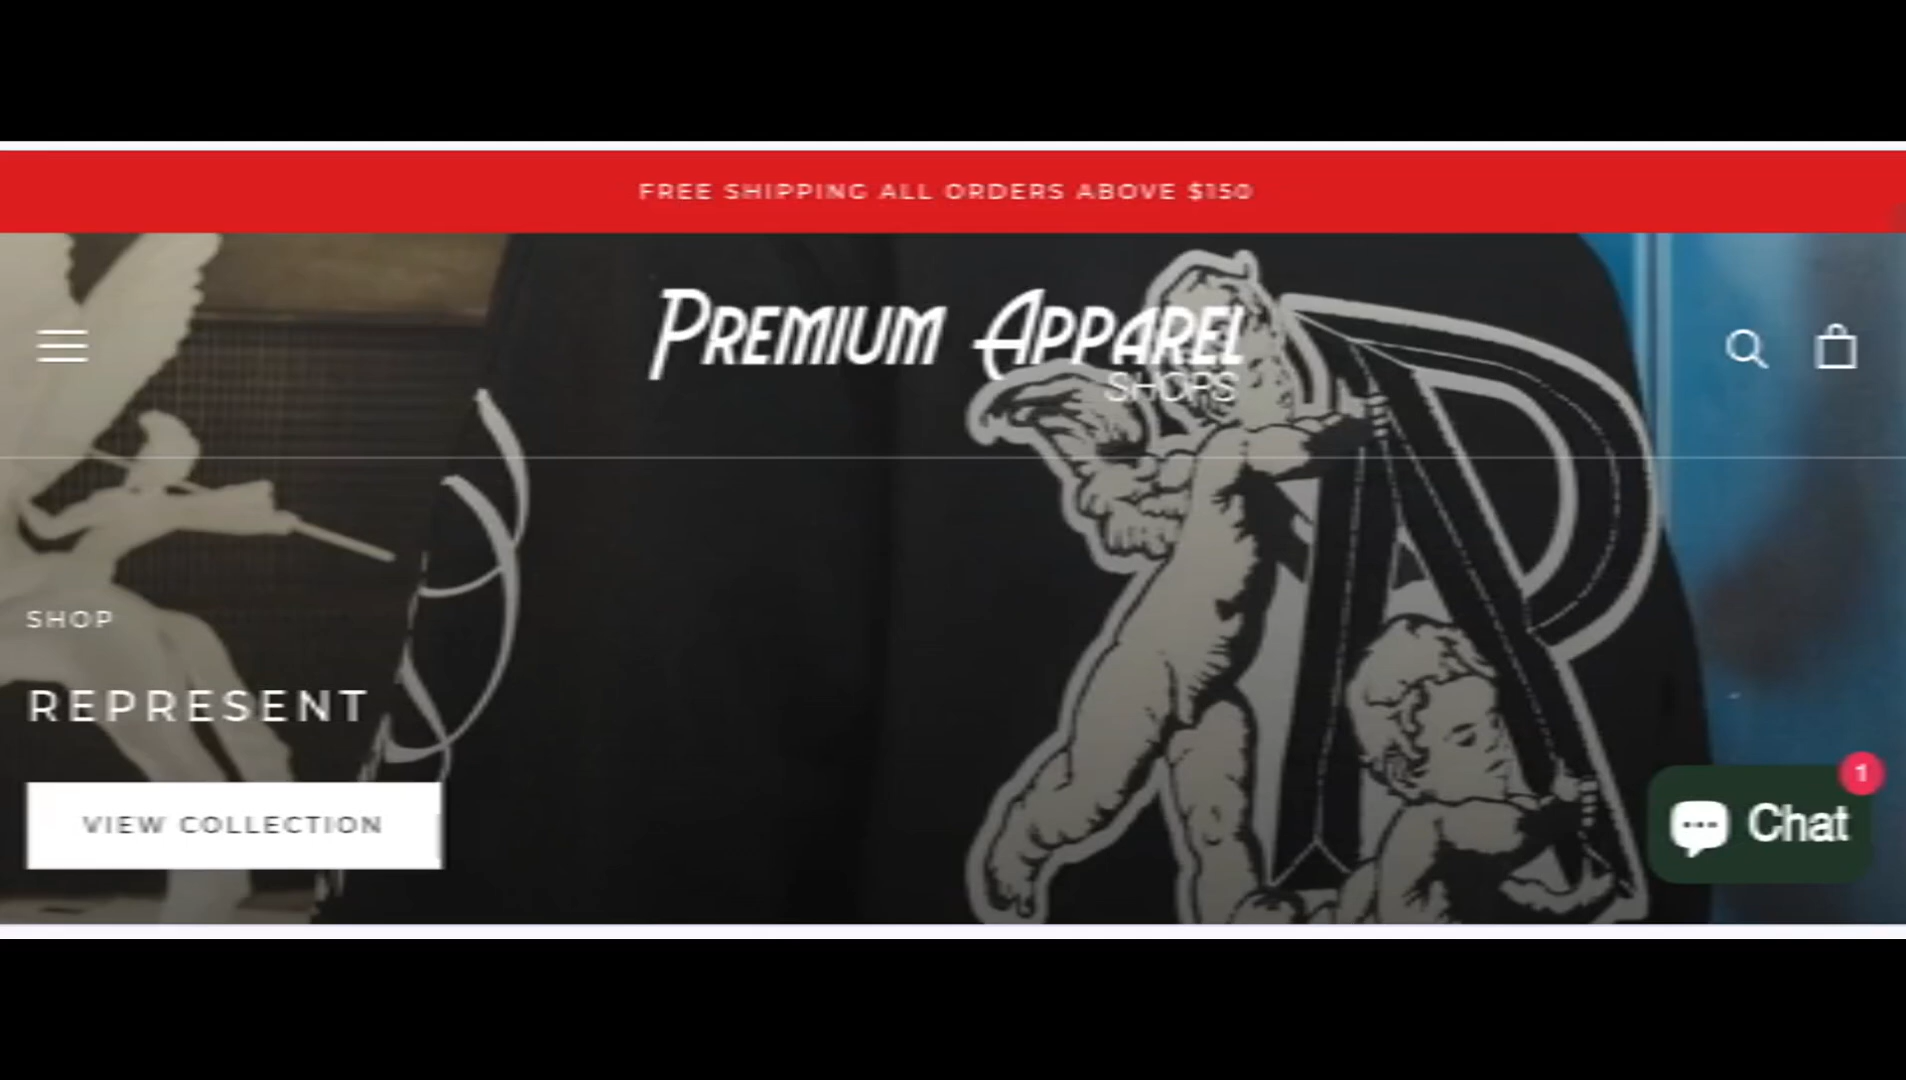 FREE SHIPPING ALL ORDERS ABOVE $150
PREMIUM APPAREL
SHOPS
SHOP
REPRESENT
VIEW COLLECTION
1
Chat